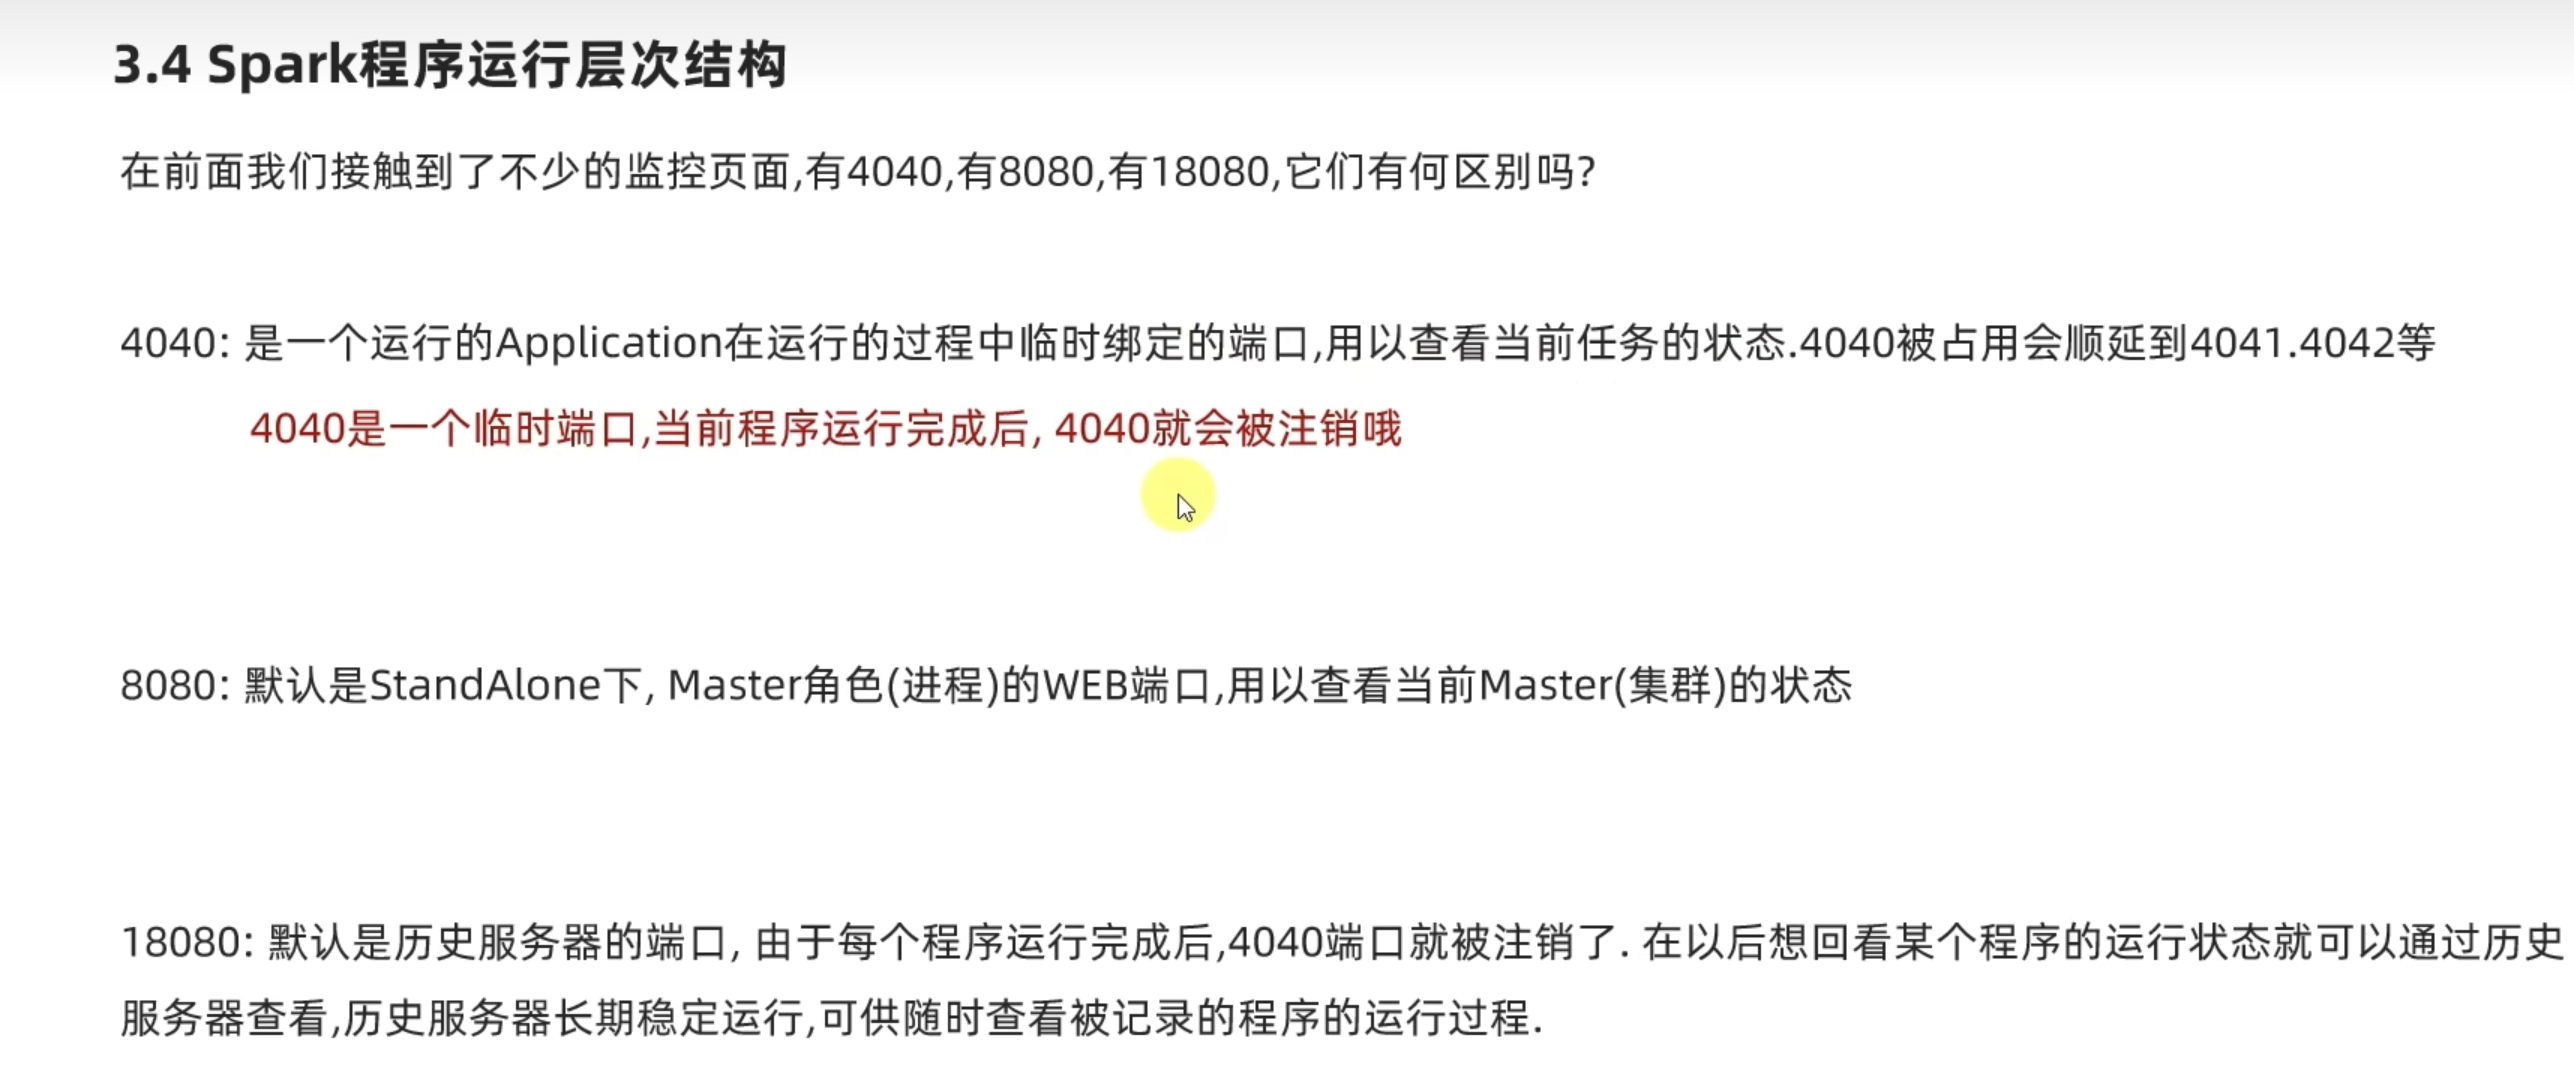 3.4 Spark程序运行层次结构
在前面我们接触到了不少的监控页面,有4040,有8080,有18080,它们有何区别吗?
4040: 是一个运行的Application在运行的过程中临时绑定的端口,用以查看当前任务的状态.4040被占用会顺延到4041.4042等
4040是一个临时端口,当前程序运行完成后, 4040就会被注销哦
8080: 默认是StandAlone下, Master角色(进程)的WEB端口,用以查看当前Master(集群)的状态
18080: 默认是历史服务器的端口, 由于每个程序运行完成后,4040端口就被注销了. 在以后想回看某个程序的运行状态就可以通过历史
服务器查看,历史服务器长期稳定运行,可供随时查看被记录的程序的运行过程.